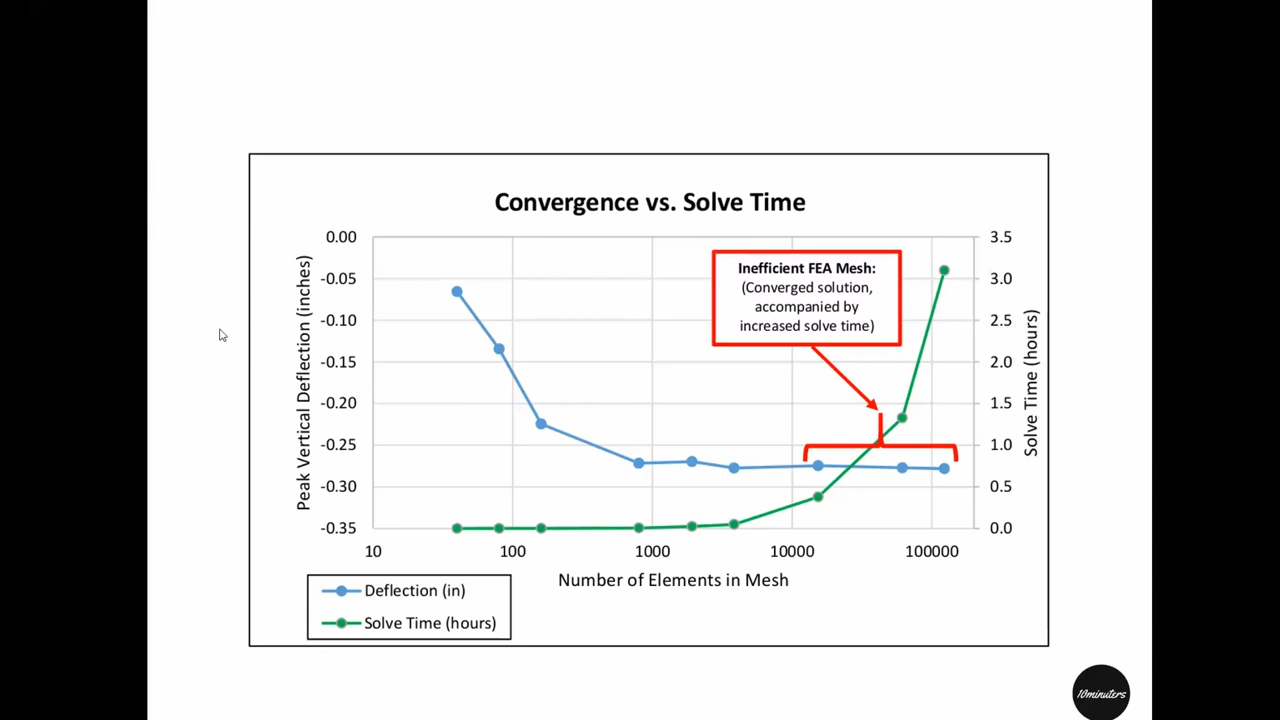 Convergence vs. Solve Time
0.00
-0.05
-0.10
-0.15
-0.20
-0.25
-0.30
-0.35
Peak Vertical Deflection (inches)
Inefficient FEA Mesh:
(Converged solution,
accompanied by
increased solve time)
3.5
3.0
2.5
2.0
1.5
1.0
0.5
0.0
Solve Time (hours)
10 100 1000 10000 100000
Number of Elements in Mesh
Deflection (in)
Solve Time (hours)
10minuters